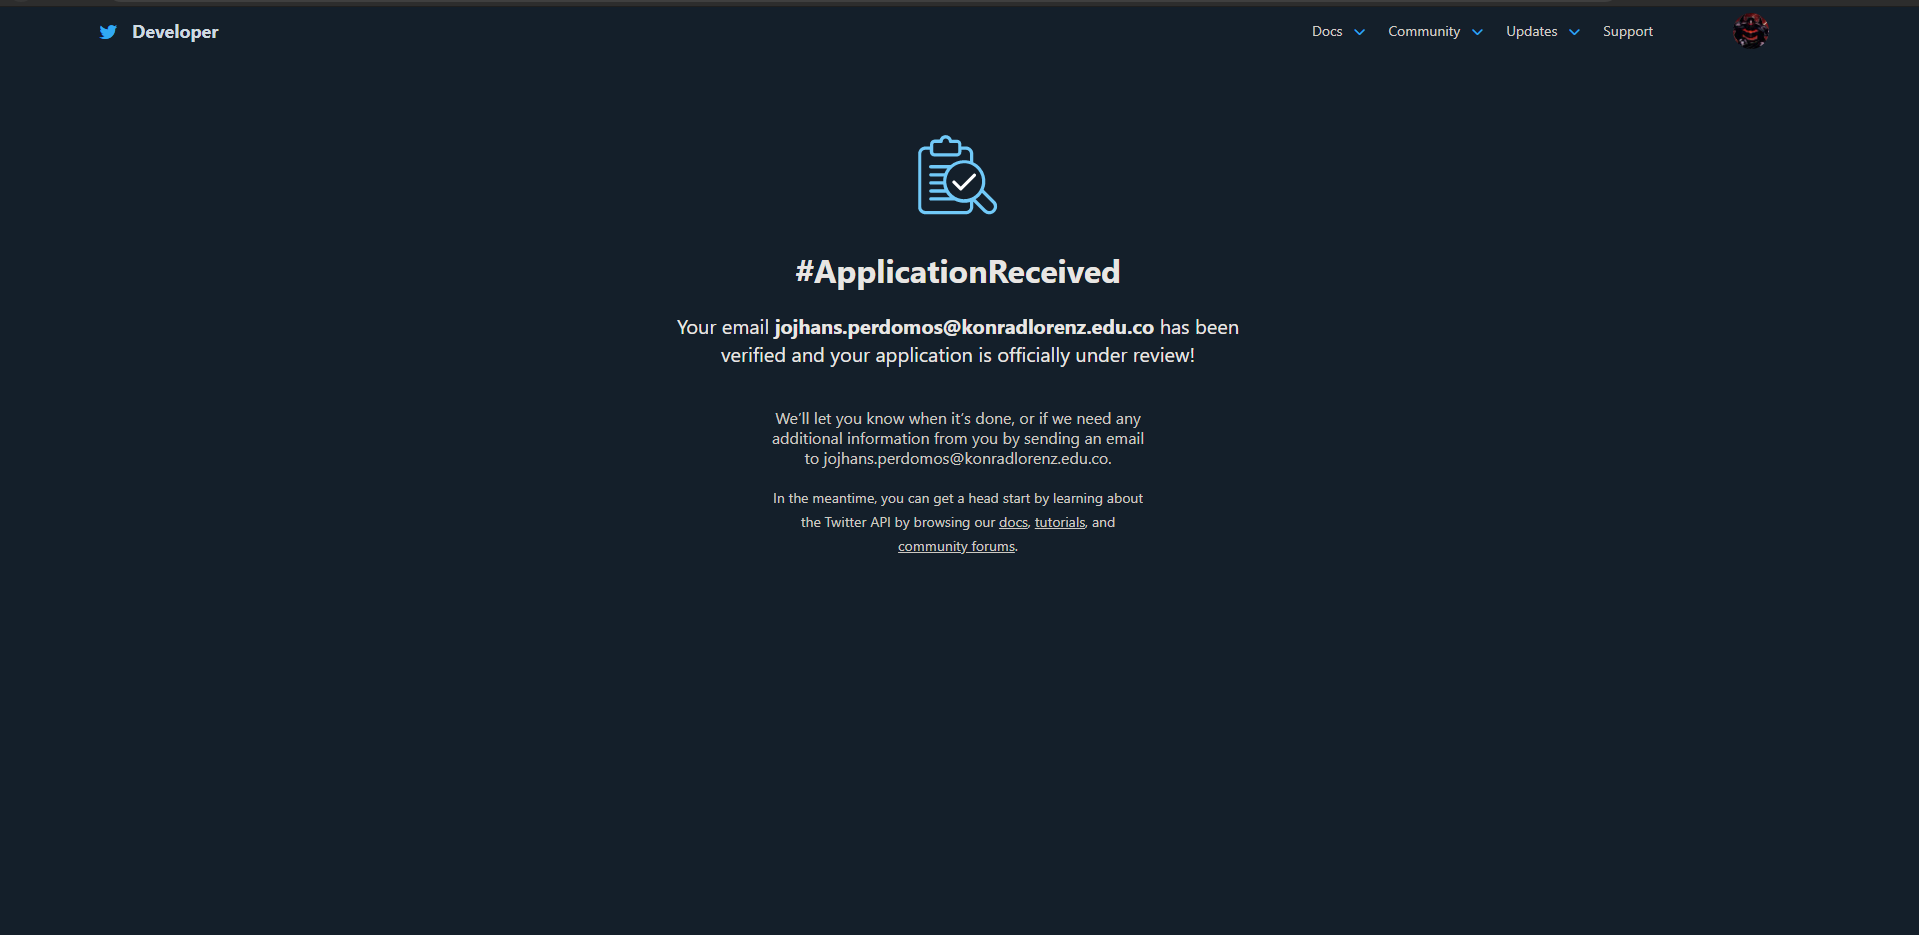 Developer
Docs
Community
Updates
Support
#ApplicationReceived
Your email jojhans.perdomos@konradlorenz.edu.co has been
verified and your application is officially under review!
We’ll let you know when it’s done, or if we need any
additional information from you by sending an email
to jojhans.perdomos@konradlorenz.edu.co.
In the meantime, you can get a head start by learning about
the Twitter API by browsing our docs, tutorials, and
community forums.